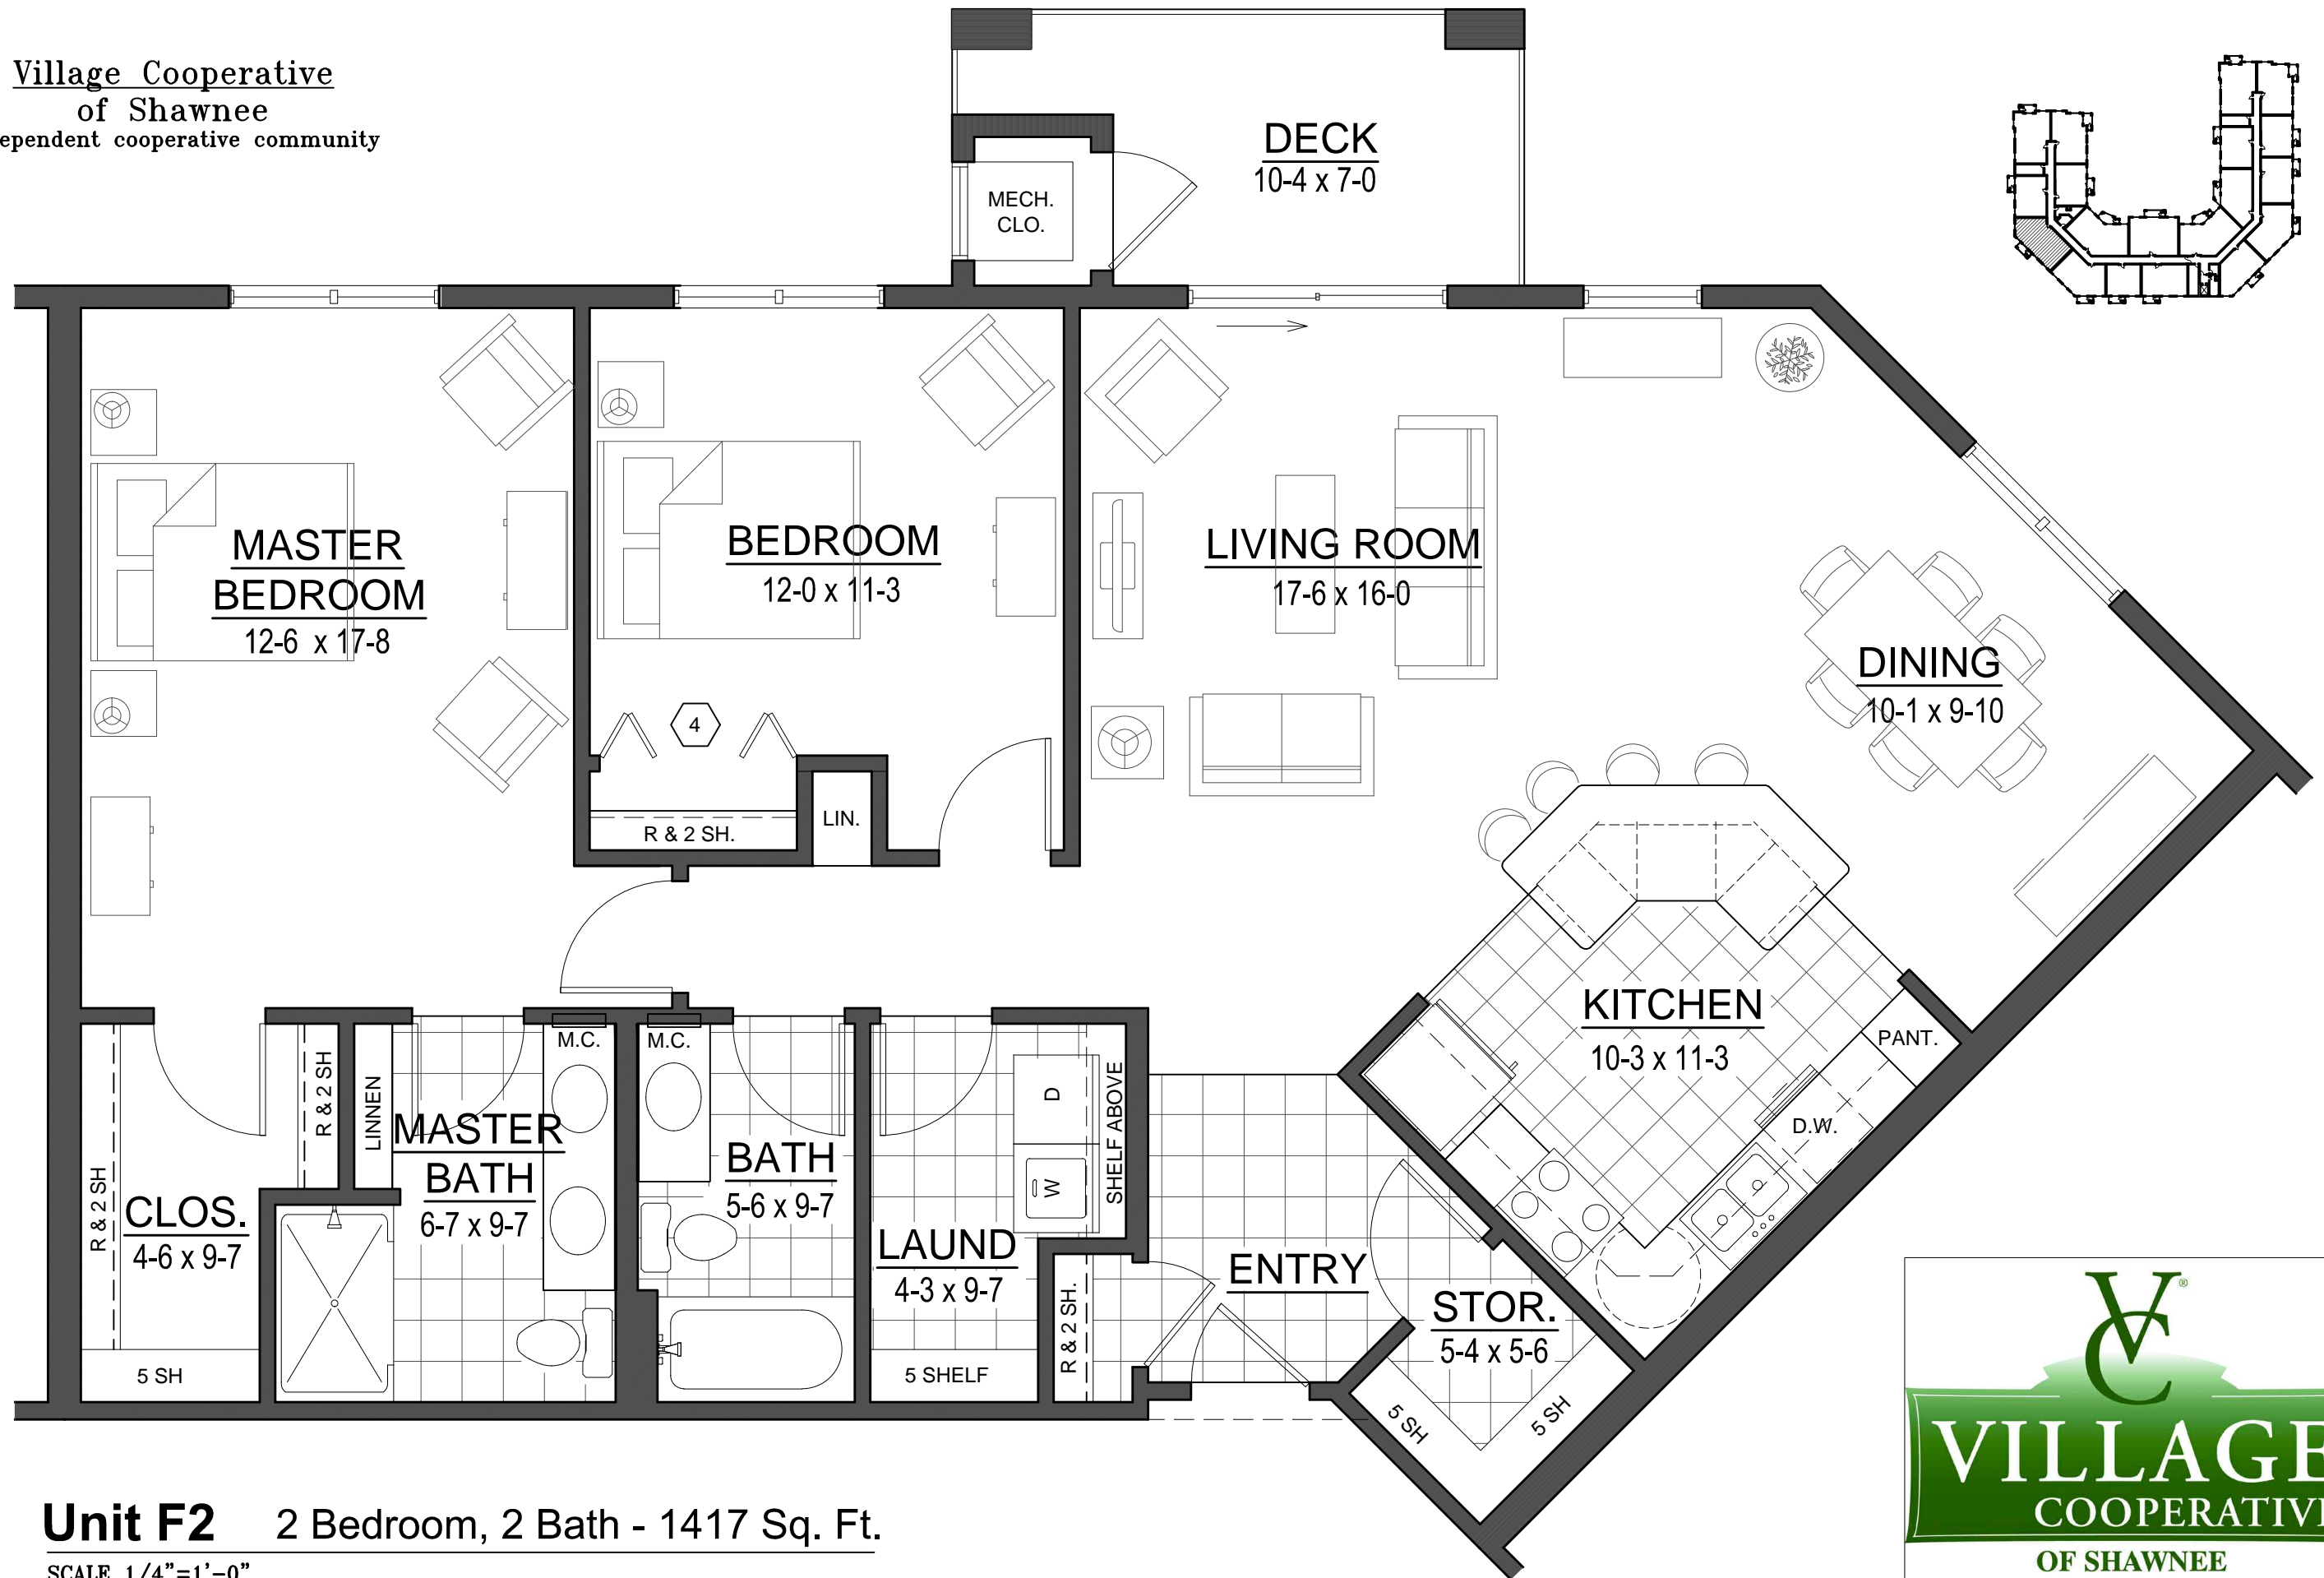 Village Cooperative
of Shawnee
ependent cooperative community
DECK
10-4 x 7-0
MECH.
CLO.
MASTER
BEDROOM
12-6 x 17-8
BEDROOM
12-0 x 11-3
LIVING ROOM
17-6 x 16-0
DINING
10-1 x 9-10
4
R & 2 SH.
LIN.
KITCHEN
10-3 x 11-3
PANT.
D.W.
M.C.
M.C.
R & 2 SH
R & 2 SH
LINNEN
MASTER
BATH
6-7 x 9-7
BATH
5-6 x 9-7
D
W
SHELF ABOVE
CLOS.
4-6 x 9-7
LAUND
4-3 x 9-7
ENTRY
R & 2 SH.
STOR.
5-4 x 5-6
5 SH
5 SHELF
5 SH
5 SH
Unit F2 2 Bedroom, 2 Bath - 1417 Sq. Ft.
SCALE 1/4"=1'-0"
VC®
VILLAGE
COOPERATIVE
OF SHAWNEE